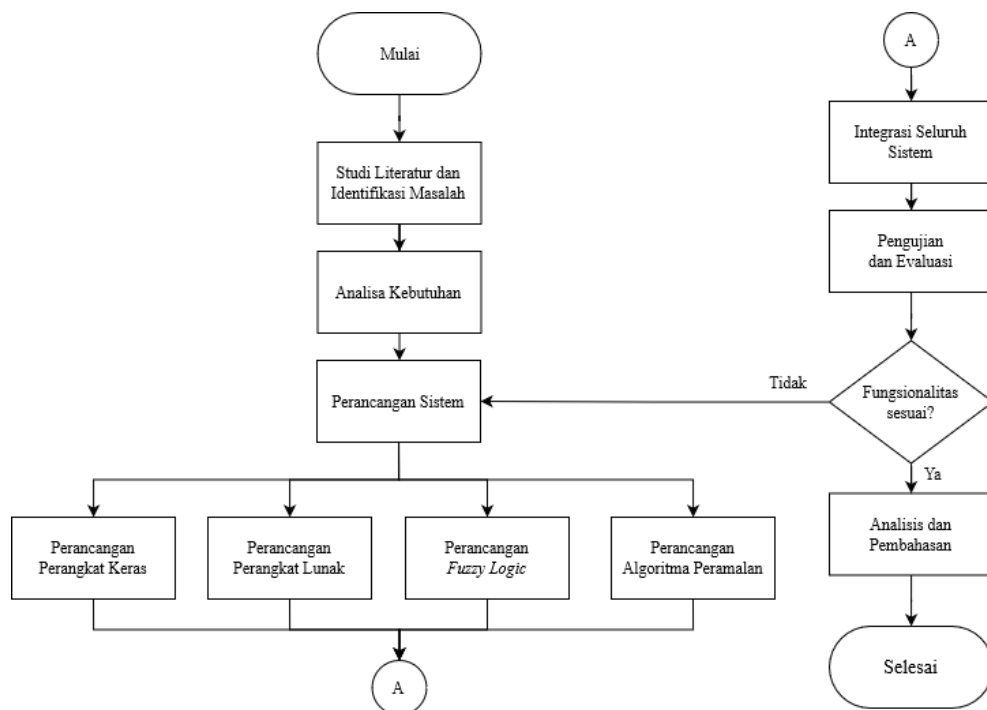 Mulai
Studi Literatur dan
Identifikasi Masalah
Analisa Kebutuhan
Perancangan Sistem
Perancangan
Perangkat Keras
Perancangan
Perangkat Lunak
Perancangan
Fuzzy Logic
Perancangan
Algoritma Peramalan
A
A
Integrasi Seluruh
Sistem
Pengujian
dan Evaluasi
Fungsionalitas
sesuai?
Tidak
Ya
Analisis dan
Pembahasan
Selesai